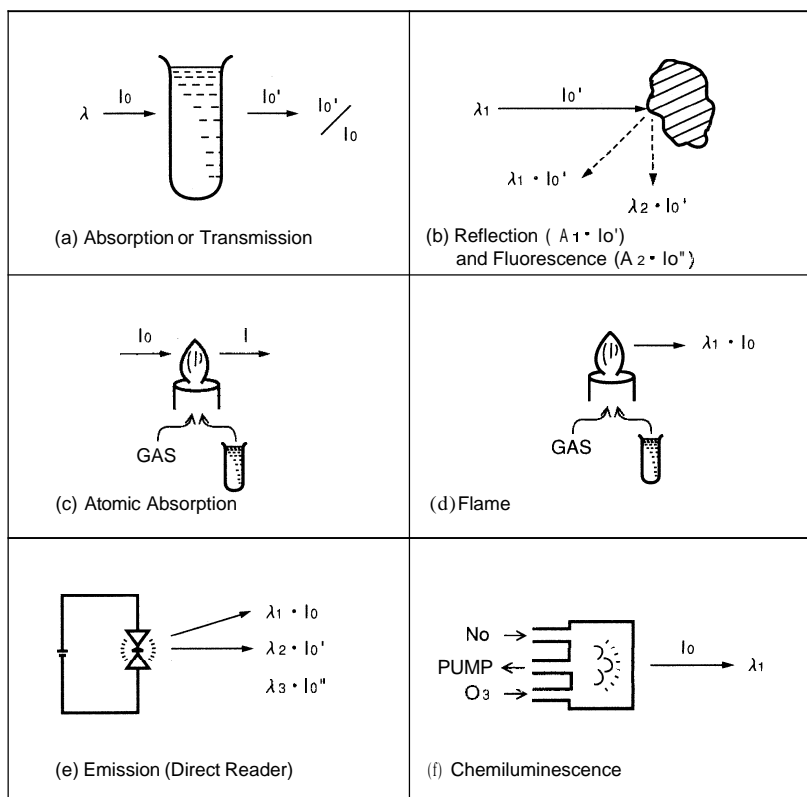 λ
I0
I0'
I0'/I0
(a) Absorption or Transmission
λ1
I0'
λ1 • I0'
λ2 • I0'
(b) Reflection ( A1 • Io')
and Fluorescence (A2 • Io")
I0
I
GAS
(c) Atomic Absorption
λ1 • I0
GAS
(d) Flame
λ1 • I0
λ2 • I0'
λ3 • I0"
(e) Emission (Direct Reader)
No
PUMP
O3
I0
λ1
(f) Chemiluminescence